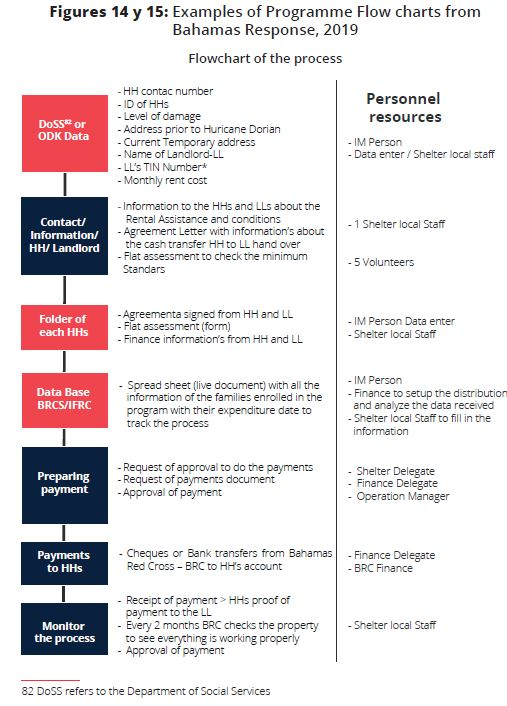 Figures 14 y 15: Examples of Programme Flow charts from
Bahamas Response, 2019
Flowchart of the process
DoSS82 or
ODK Data
- HH contac number
- ID of HHs
- Level of damage
- Address prior to Huricane Dorian
- Current Temporary address
- Name of Landlord-LL
- LL's TIN Number*
- Monthly rent cost
Personnel
resources
- IM Person
- Data enter / Shelter local staff
Contact/
Information/
HH/ Landlord
- Information to the HHs and LLs about the
Rental Assistance and conditions
- Agreement Letter with information's about
the cash transfer HH to LL hand over
- Flat assessment to check the minimum
Standars
- 1 Shelter local Staff
- 5 Volunteers
Folder of
each HHs
- Agreementa signed from HH and LL
- Flat assessment (form)
- Finance information's from HH and LL
- IM Person Data enter
- Shelter local Staff
Data Base
BRCS/IFRC
- Spread sheet (live document) with all the
information of the families enrolled in the
program with their expenditure date to
track the process
- IM Person
- Finance to setup the distribution
and analyze the data received
- Shelter local Staff to fill in the
information
Preparing
payment
- Request of approval to do the payments
- Request of payments document
- Approval of payment
- Shelter Delegate
- Finance Delegate
- Operation Manager
Payments
to HHs
- Cheques or Bank transfers from Bahamas
Red Cross – BRC to HH's account
- Finance Delegate
- BRC Finance
Monitor
the process
- Receipt of payment > HHs proof of
payment to the LL
- Every 2 months BRC checks the property
to see everything is working properly
- Approval of payment
- Shelter local Staff
82 DoSS refers to the Department of Social Services